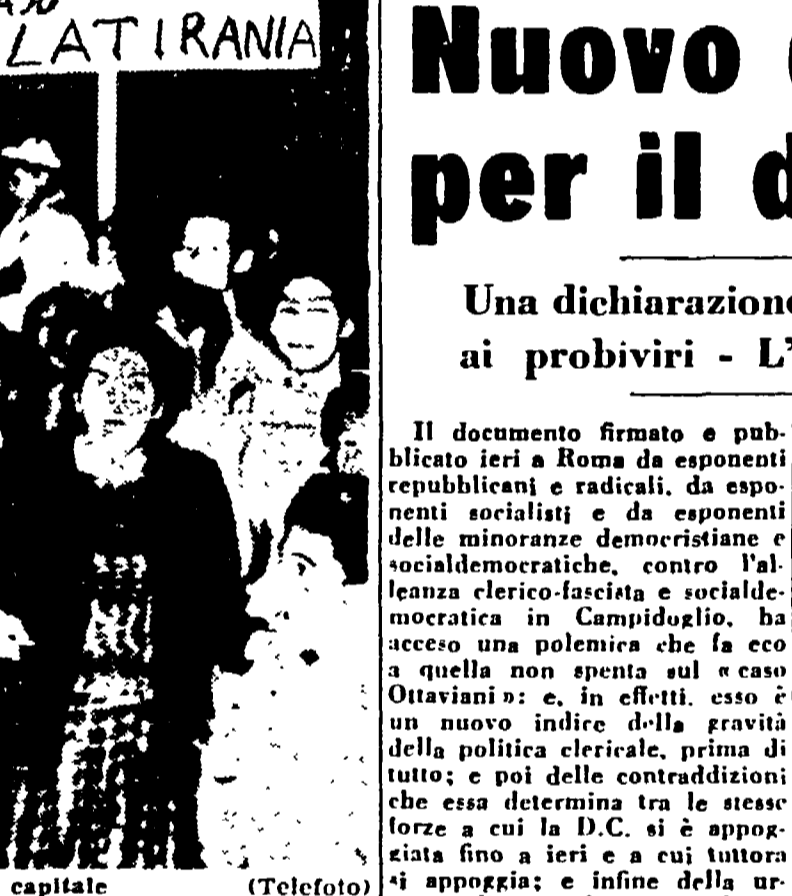 LA TIRANIA
capitale (Telefoto)
Nuovo
per il d
Una dichiarazione
ai probiviri - L'
Il documento firmato e pub-
blicato ieri a Roma da esponenti
repubblicani e radicali, da espo-
nenti socialisti e da esponenti
delle minoranze democristiane e
socialdemocratiche, contro l'al-
leanza clerico-fascista e socialde-
mocratica in Campidoglio, ha
acceso una polemica che fa eco
a quella non spenta sul « caso
Ottaviani »: e, in effetti, esso è
un nuovo indice della gravità
della politica clericale, prima di
tutto; e poi delle contraddizioni
che essa determina tra le stesse
forze a cui la D.C. si è appog-
giata fino a ieri e a cui tuttora
si appoggia; e infine della ur-